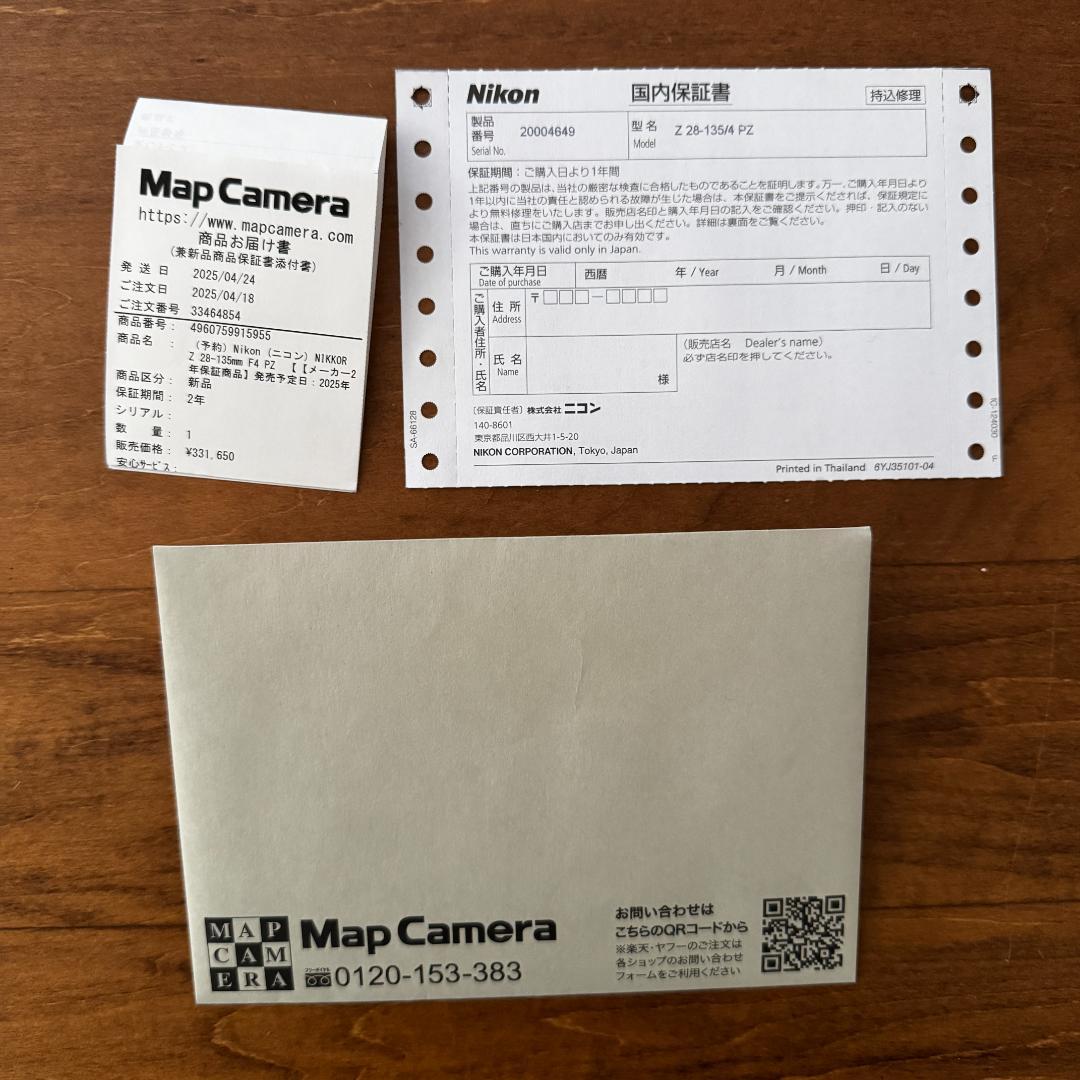 Map Camera
https://www.mapcamera.com
商品お届け書
(兼新品商品保証書添付書)
発送日 2025/04/24
ご注文日 2025/04/18
ご注文番号 33464854
商品番号: 4960759915955
商品名 : (予約) Nikon (ニコン) NIKKOR
Z 28-135mm F4 PZ 【【メーカー2
年保証商品】発売予定日:2025年
商品区分: 新品
保証期間: 2年
シリアル:
数 量: 1
販売価格: ¥331,650
安心サービス:
Nikon 国内保証書 持込修理
製品番号 Serial No. 20004649 型名 Model Z 28-135/4 PZ
保証期間:ご購入日より1年間
上記番号の製品は、当社の厳密な検査に合格したものであることを証明します。万一、ご購入年月日より
1年以内に当社の責任と認められる故障が生じた場合は、本保証書をご提示くだされば、保証規定に
より無料修理をいたします。販売店名印と購入年月日の記入をご確認ください。押印・記入のない
場合は、直ちにご購入店までお申し出ください。詳細は裏面をご覧ください。
本保証書は日本国内においてのみ有効です。
This warranty is valid only in Japan.
ご購入年月日 Date of purchase 西暦 年 / Year 月 / Month 日 / Day
ご購入者住所・氏名
住所 Address 〒
氏名 Name 様
(販売店名 Dealer's name)
必ず店名印を押してください。
〔保証責任者〕株式会社 ニコン
140-8601
東京都品川区西大井1-5-20
NIKON CORPORATION, Tokyo, Japan
Printed in Thailand 6YJ35101-04
SA-66128
IC-124030
MAP
CAM
ERA
Map Camera
フリーダイヤル 0120-153-383
お問い合わせは
こちらのQRコードから
※楽天・ヤフーのご注文は
各ショップのお問い合わせ
フォームをご利用ください